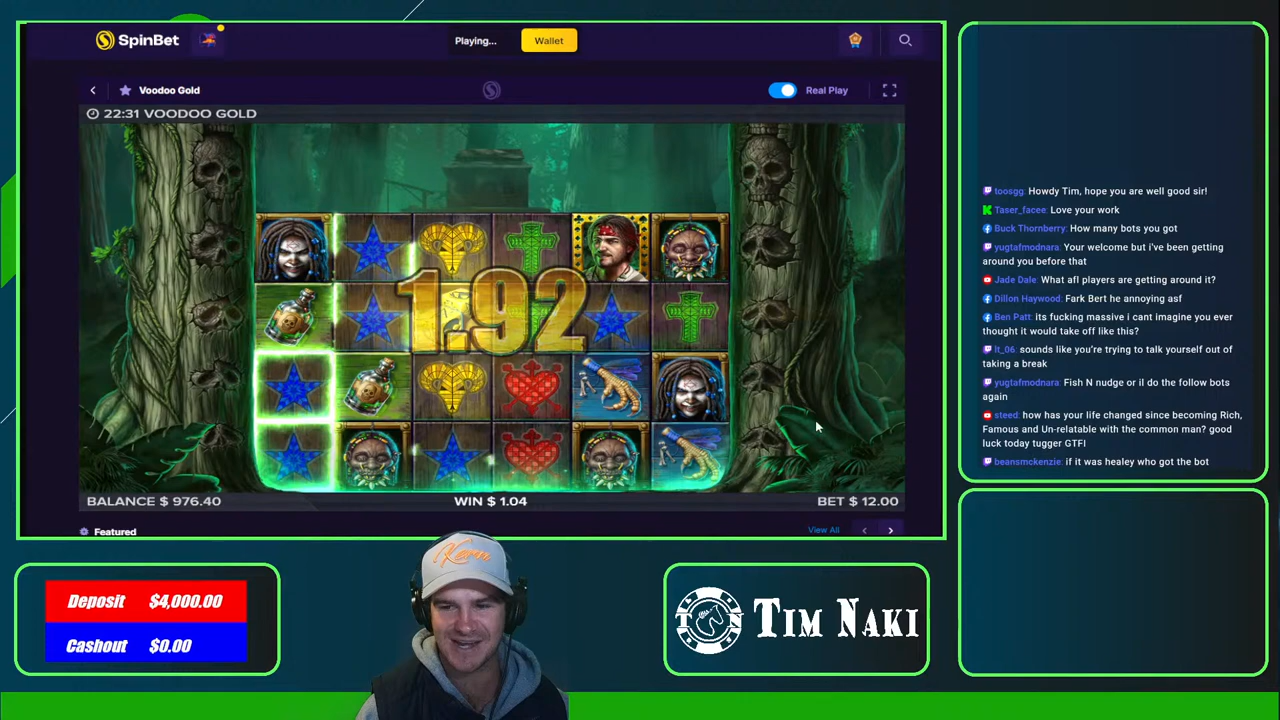 SpinBet
Playing...
Wallet
Voodoo Gold
Real Play
22:31 VOODOO GOLD
1.92
BALANCE $ 976.40
WIN $ 1.04
BET $ 12.00
Featured
View All
Deposit $4,000.00
Cashout $0.00
TIM NAKI
toosgg: Howdy Tim, hope you are well good sir!
Taser_facee: Love your work
Buck Thornberry: How many bots you got
yugtafmodnara: Your welcome but i've been getting
around you before that
Jade Dale: What afl players are getting around it?
Dillon Haywood: Fark Bert he annoying asf
Ben Patt: its fucking massive i cant imagine you ever
thought it would take off like this?
lt_06: sounds like you're trying to talk yourself out of
taking a break
yugtafmodnara: Fish N nudge or il do the follow bots
again
steed: how has your life changed since becoming Rich,
Famous and Un-relatable with the common man? good
luck today tugger GTFI
beansmckenzie: if it was healey who got the bot